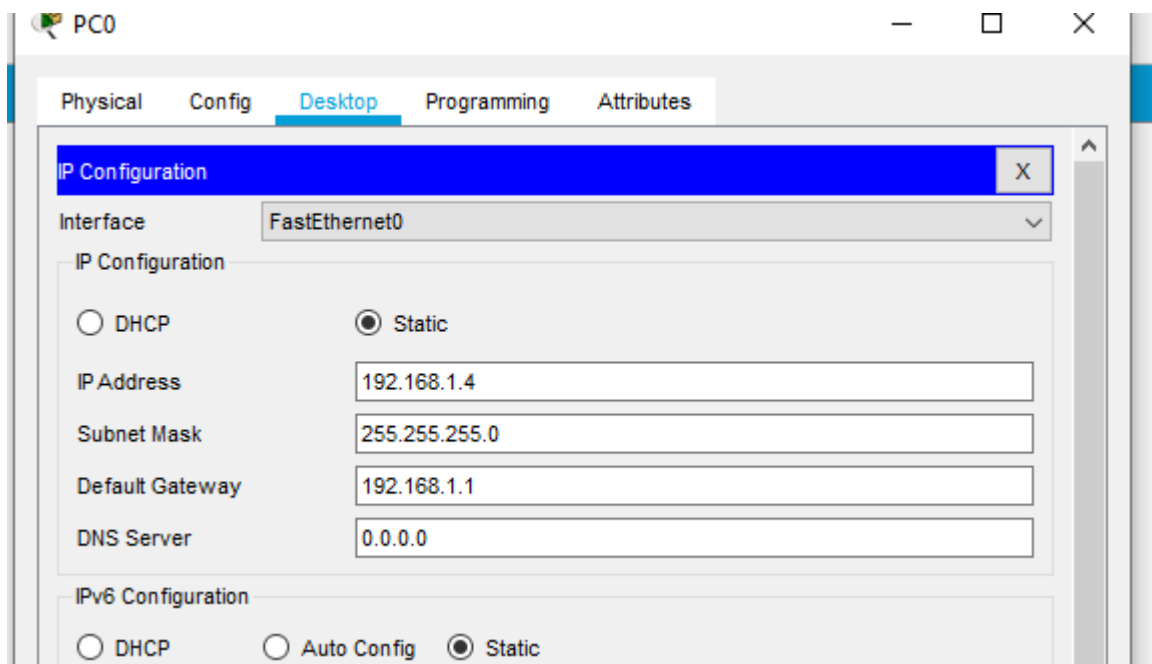 PC0
Physical Config Desktop Programming Attributes
IP Configuration X
Interface FastEthernet0
IP Configuration
DHCP Static
IP Address 192.168.1.4
Subnet Mask 255.255.255.0
Default Gateway 192.168.1.1
DNS Server 0.0.0.0
IPv6 Configuration
DHCP Auto Config Static